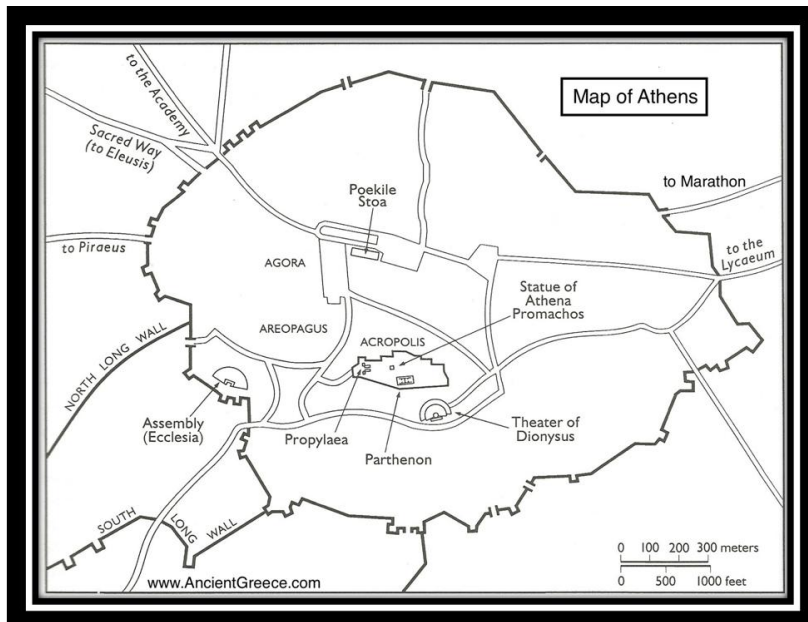 Map of Athens
to the Academy
Sacred Way
(to Eleusis)
to Marathon
Poekile
Stoa
to Piraeus
to the
Lycaeum
AGORA
Statue of
Athena
Promachos
AREOPAGUS
ACROPOLIS
NORTH LONG WALL
Assembly
(Ecclesia)
Propylaea
Parthenon
Theater of
Dionysus
SOUTH LONG WALL
0 100 200 300 meters
0 500 1000 feet
www.AncientGreece.com